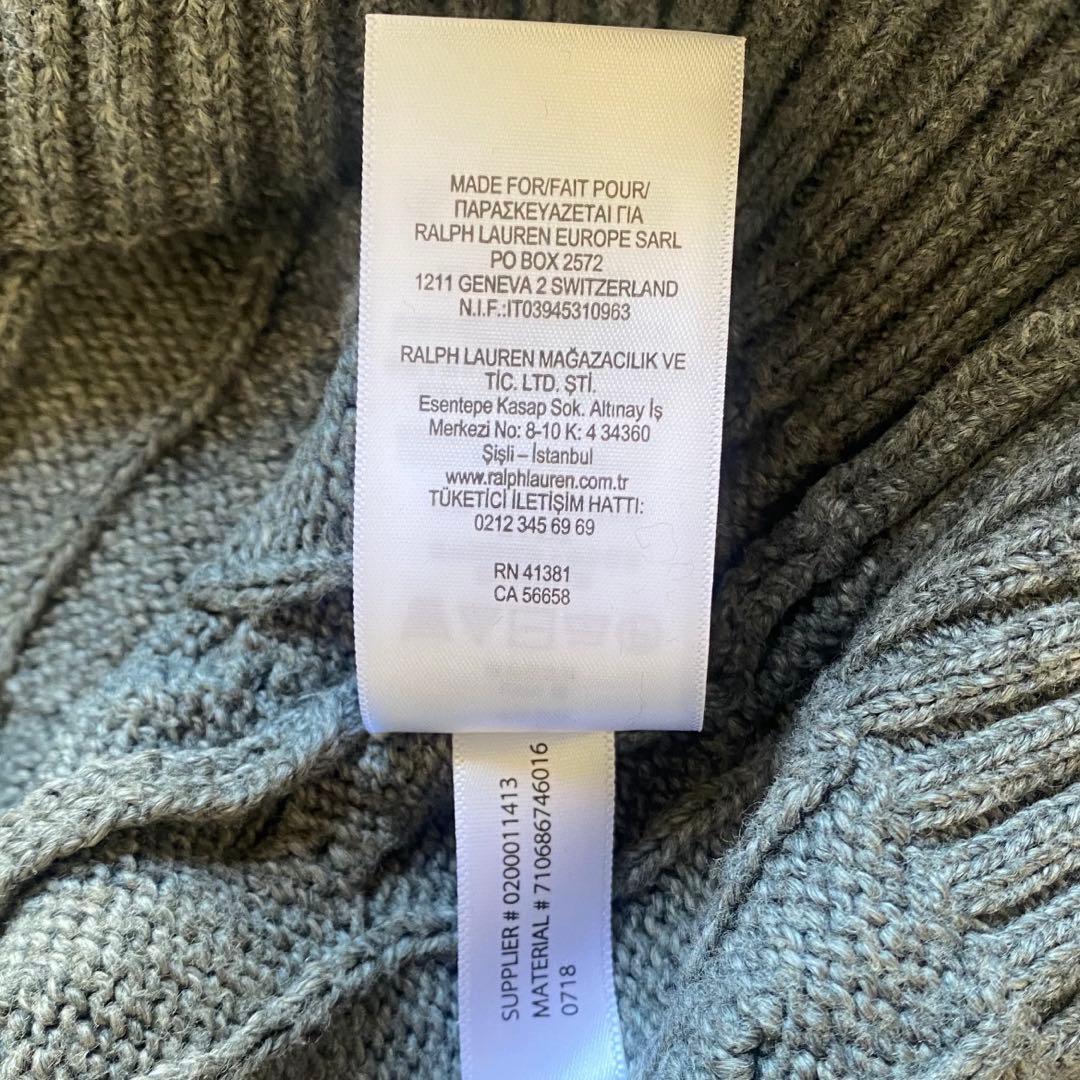 MADE FOR/FAIT POUR/
ΠΑΡΑΣΚΕΥΑΖΕΤΑΙ ΓΙΑ
RALPH LAUREN EUROPE SARL
PO BOX 2572
1211 GENEVA 2 SWITZERLAND
N.I.F.:IT03945310963
RALPH LAUREN MAĞAZACILIK VE
TİC. LTD. ŞTİ.
Esentepe Kasap Sok. Altınay İş
Merkezi No: 8-10 K: 4 34360
Şişli – İstanbul
www.ralphlauren.com.tr
TÜKETİCİ İLETİŞİM HATTI:
0212 345 69 69
RN 41381
CA 56658
SUPPLIER # 0200011413
MATERIAL # 710686746016
0718